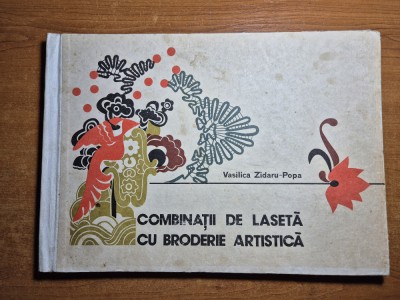 Vasilica Zidaru-Popa
COMBINAȚII DE LASETĂ
CU BRODERIE ARTISTICĂ